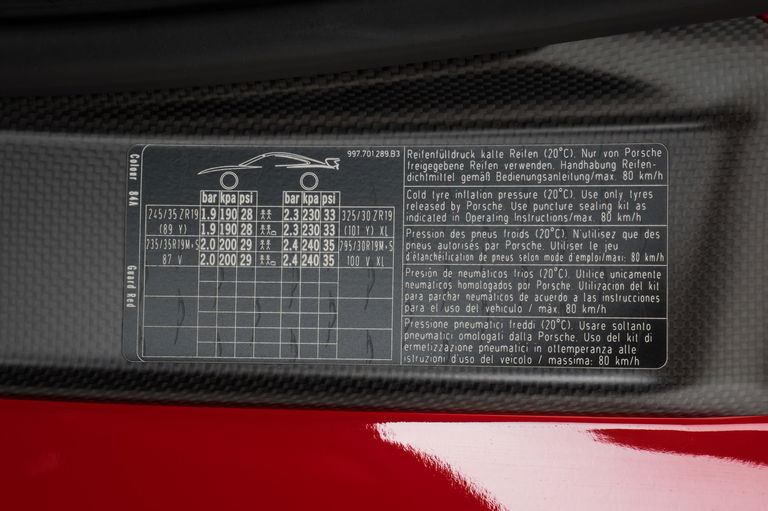 Colour 84A
Guard Red
997.701289.B3
bar kpa psi bar kpa psi
245/35 ZR19 1.9 190 28 2.3 230 33 325/30 ZR19
(89 Y) 1.9 190 28 2.3 230 33 (101 Y) XL
235/35R19M+S 2.0 200 29 2.4 240 35 295/30R19M+S
87 V 2.0 200 29 2.4 240 35 100 V XL
Reifenfülldruck kalte Reifen (20°C). Nur von Porsche
freigegebene Reifen verwenden. Handhabung Reifen-
dichtmittel gemäß Bedienungsanleitung/max. 80 km/h
Cold tyre inflation pressure (20°C). Use only tyres
released by Porsche. Use puncture sealing kit as
indicated in Operating Instructions/max. 80 km/h
Pression des pneus froids (20°C). N'utilisez que des
pneus autorisés par Porsche. Utiliser le jeu
d'étanchéification de pneus selon mode d'emploi/maxi: 80 km/h
Presión de neumáticos fríos (20°C). Utilice unicamente
neumáticos homologados por Porsche. Utilizacion del kit
para parchar neumáticos de acuerdo a las instrucciones
para el uso del vehiculo / máx. 80 km/h
Pressione pneumatici freddi (20°C). Usare soltanto
pneumatici omologati dalla Porsche. Uso del kit di
ermetizzazione pneumatici in ottemperanza alle
istruzioni d'uso del veicolo / massima: 80 km/h